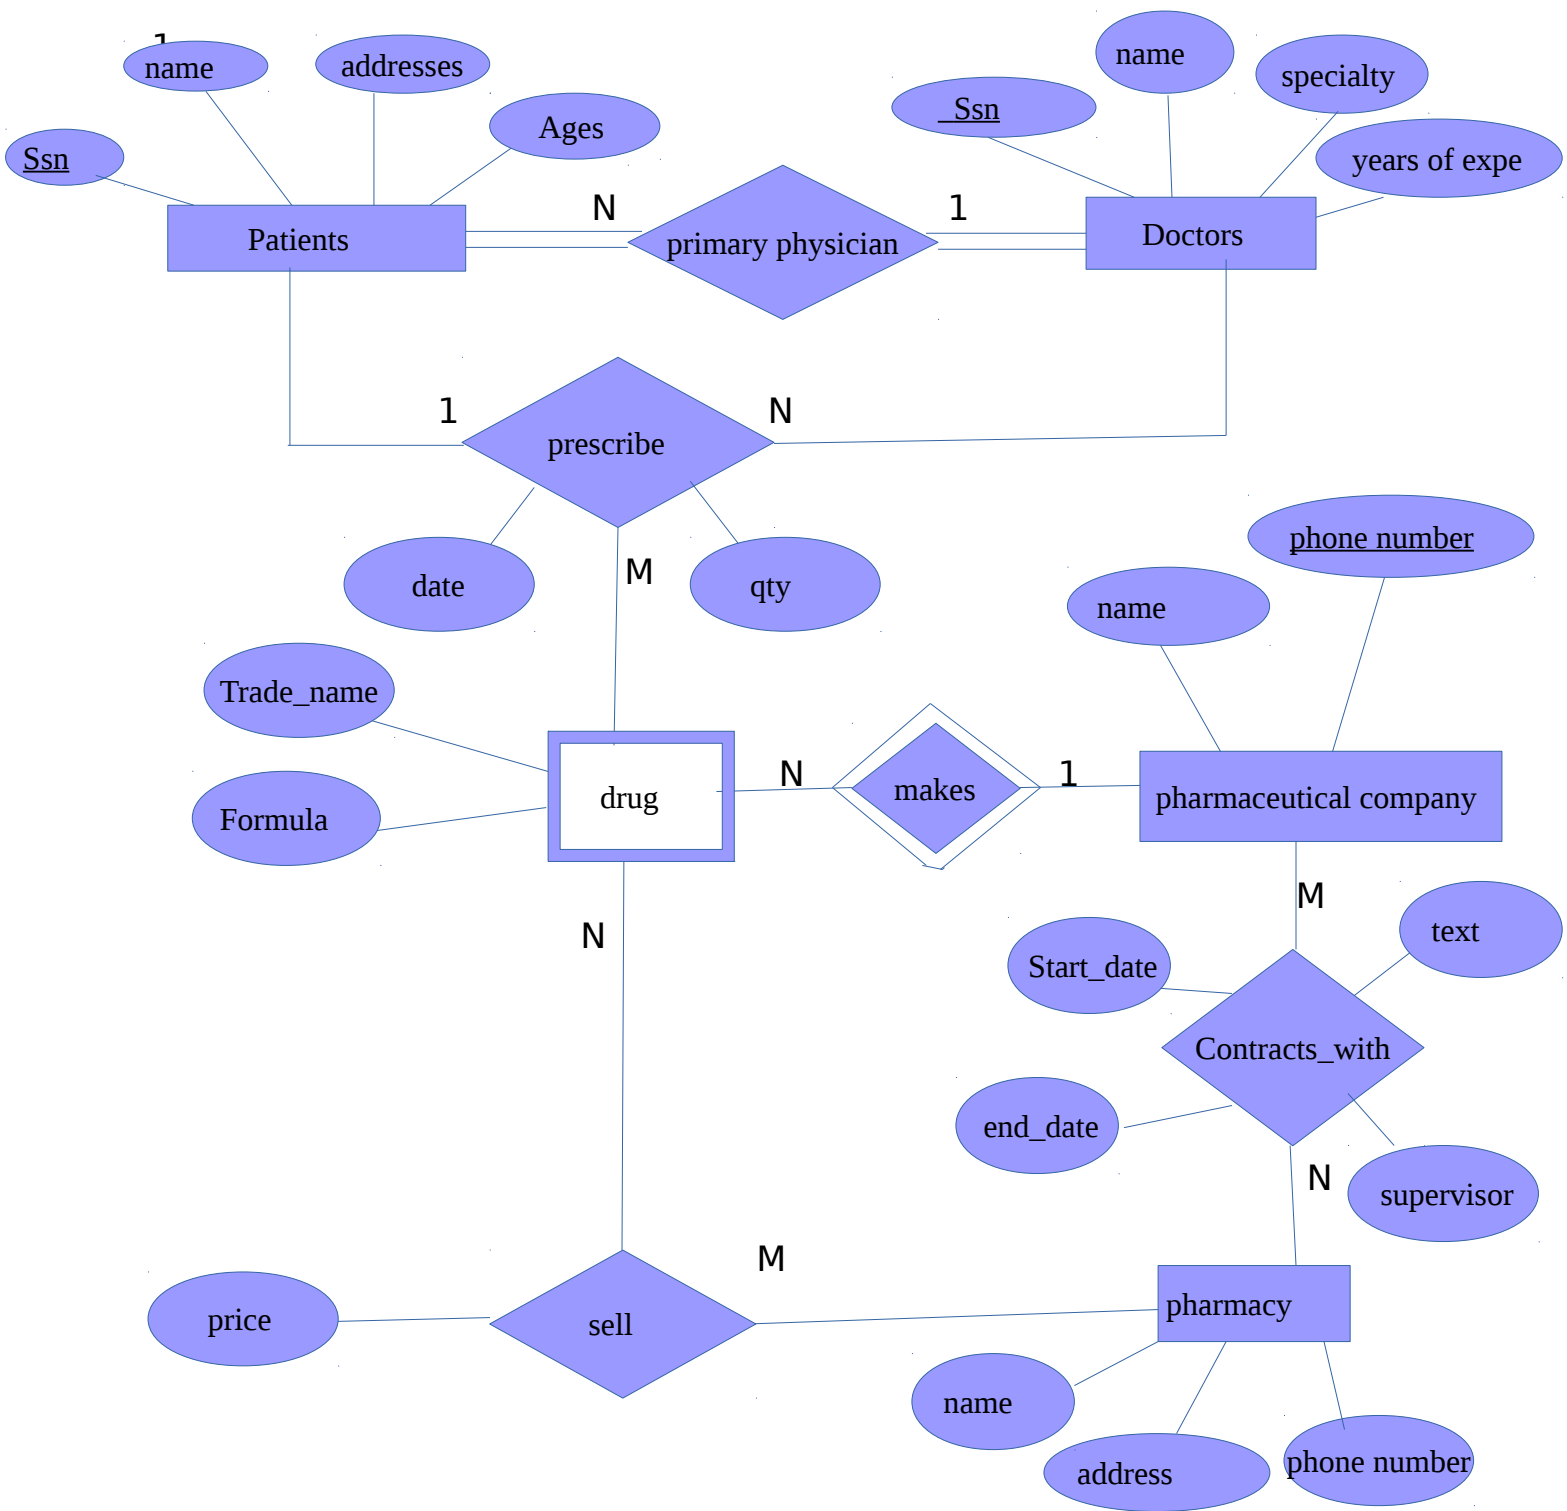 1
name
addresses
Ages
Ssn
name
specialty
Ssn
years of expe
Patients
N
primary physician
1
Doctors
1
prescribe
N
date
M
qty
phone number
name
Trade_name
Formula
drug
N
makes
1
pharmaceutical company
N
M
text
Start_date
Contracts_with
end_date
N
supervisor
M
price
sell
pharmacy
name
address
phone number